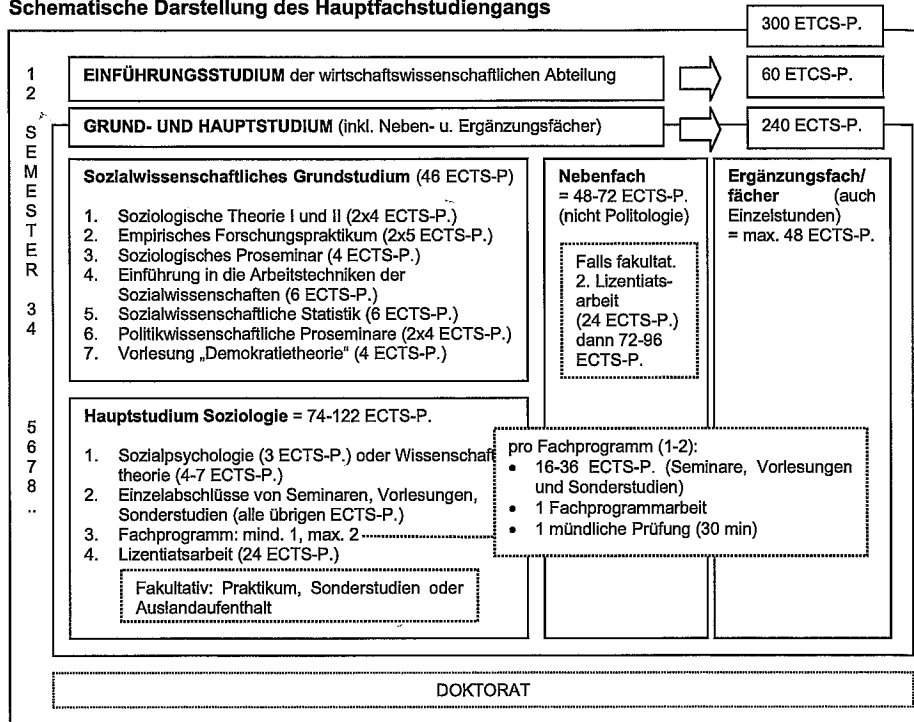 Schematische Darstellung des Hauptfachstudiengangs
300 ETCS-P.
1
2
EINFÜHRUNGSSTUDIUM der wirtschaftswissenschaftlichen Abteilung
60 ETCS-P.
GRUND- UND HAUPTSTUDIUM (inkl. Neben- u. Ergänzungsfächer)
240 ECTS-P.
S
E
M
E
S
T
E
R
3
4
Sozialwissenschaftliches Grundstudium (46 ECTS-P)
1. Soziologische Theorie I und II (2x4 ECTS-P.)
2. Empirisches Forschungspraktikum (2x5 ECTS-P.)
3. Soziologisches Proseminar (4 ECTS-P.)
4. Einführung in die Arbeitstechniken der
Sozialwissenschaften (6 ECTS-P.)
5. Sozialwissenschaftliche Statistik (6 ECTS-P.)
6. Politikwissenschaftliche Proseminare (2x4 ECTS-P.)
7. Vorlesung „Demokratietheorie" (4 ECTS-P.)
Nebenfach
= 48-72 ECTS-P.
(nicht Politologie)
Falls fakultat.
2. Lizentiats-
arbeit
(24 ECTS-P.)
dann 72-96
ECTS-P.
Ergänzungsfach/
fächer (auch
Einzelstunden)
= max. 48 ECTS-P.
5
6
7
8
..
Hauptstudium Soziologie = 74-122 ECTS-P.
1. Sozialpsychologie (3 ECTS-P.) oder Wissenschaft
theorie (4-7 ECTS-P.)
2. Einzelabschlüsse von Seminaren, Vorlesungen,
Sonderstudien (alle übrigen ECTS-P.)
3. Fachprogramm: mind. 1, max. 2
4. Lizentiatsarbeit (24 ECTS-P.)
Fakultativ: Praktikum, Sonderstudien oder
Auslandaufenthalt
pro Fachprogramm (1-2):
• 16-36 ECTS-P. (Seminare, Vorlesungen
und Sonderstudien)
• 1 Fachprogrammarbeit
• 1 mündliche Prüfung (30 min)
DOKTORAT